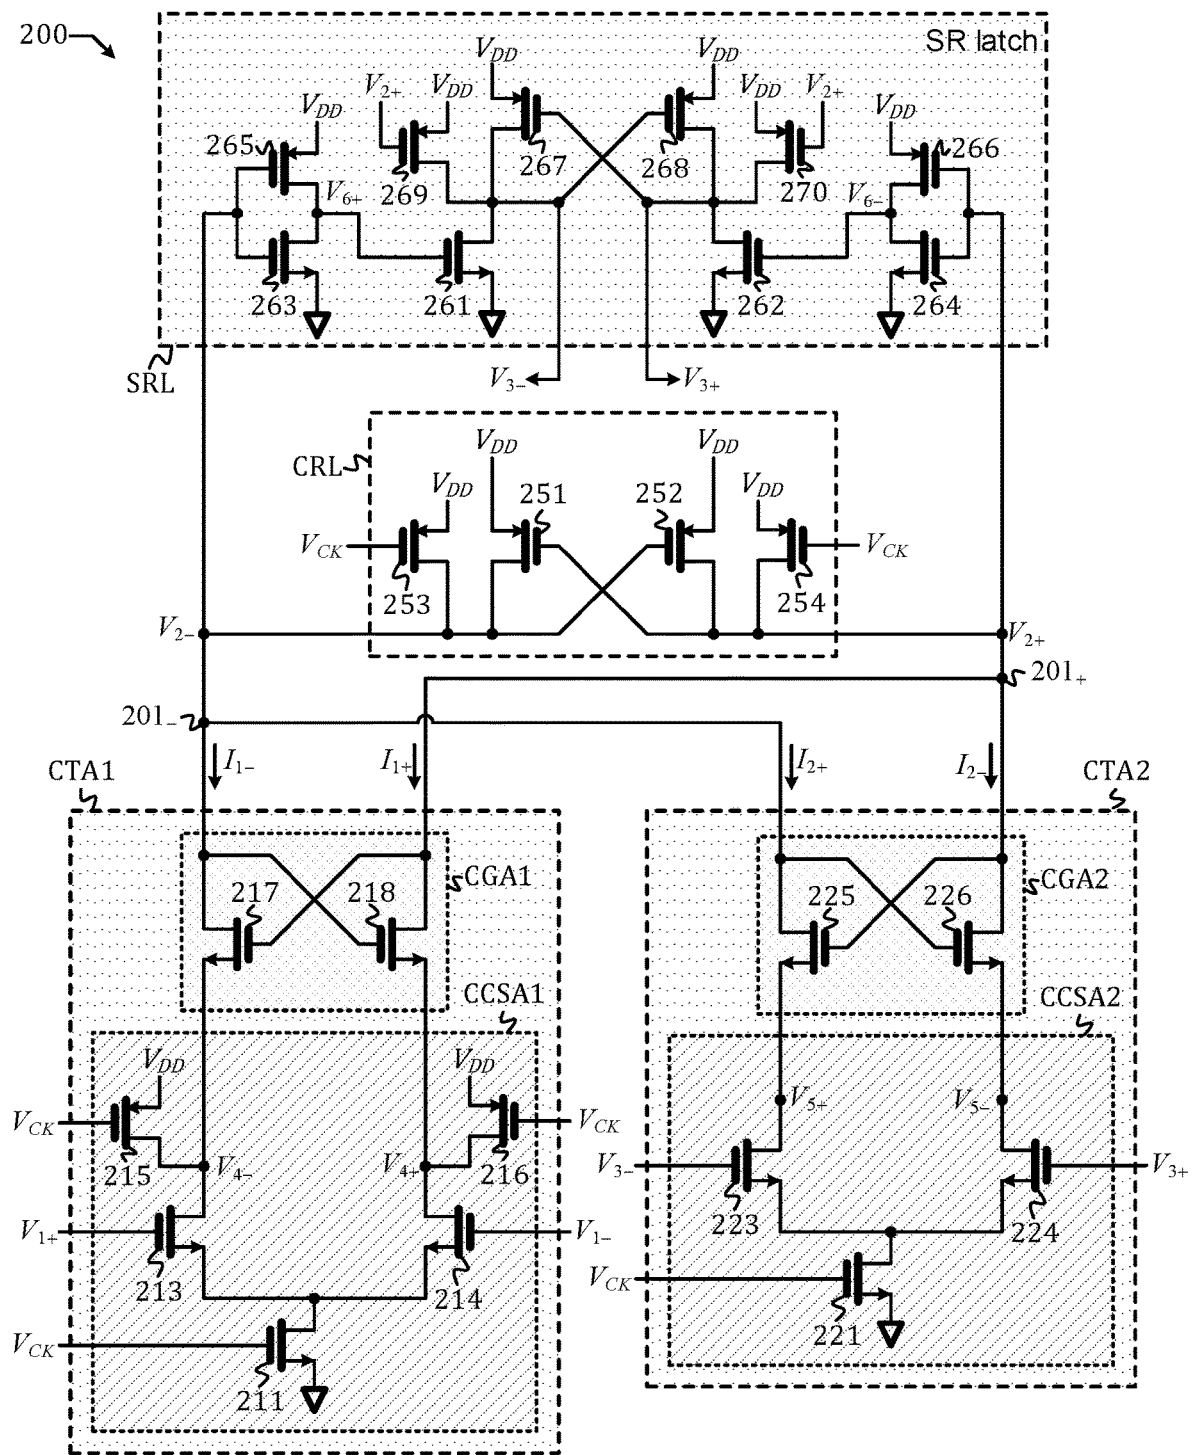 200
SR latch
V_DD V_DD
V_2+ V_DD V_DD V_2+
265 V_DD V_DD 266
267 268
V_6+ 269 270 V_6-
263 261 262 264
SRL
V_3- V_3+
CRL
V_DD V_DD
V_DD 251 252 V_DD
V_CK V_CK
253 254
V_2- V_2+
201_+
201_-
I_1- I_1+ I_2+ I_2-
CTA1 CTA2
CGA1 CGA2
217 218 225 226
CCSA1 CCSA2
V_DD V_DD
V_5+ V_5-
V_CK V_CK
215 V_4- V_4+ 216
V_3- V_3+
223 224
V_1+ V_1-
213 214
V_CK
221
V_CK
211